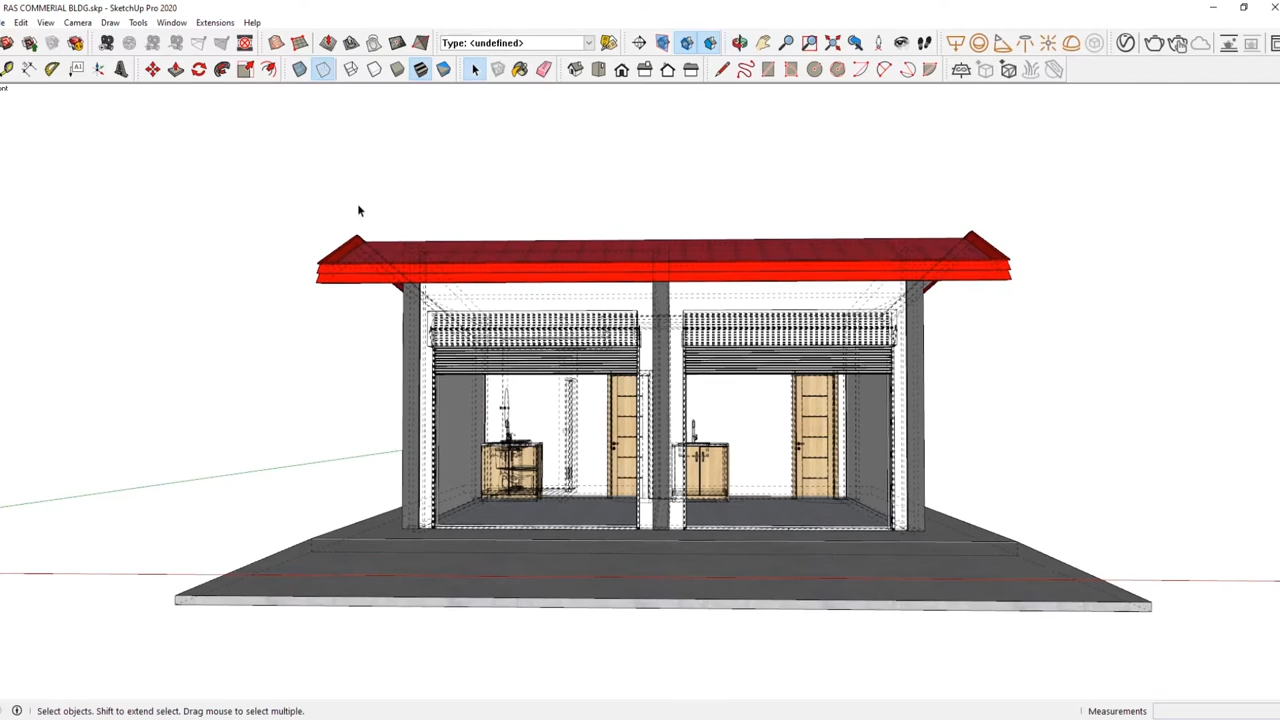 RAS COMMERIAL BLDG.skp - SketchUp Pro 2020
Edit View Camera Draw Tools Window Extensions Help
Type: <undefined>
A1
Select objects. Shift to extend select. Drag mouse to select multiple.
Measurements